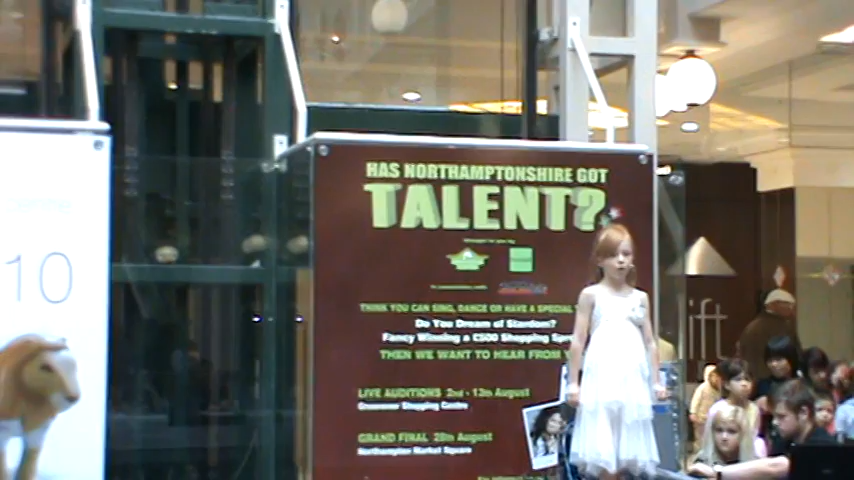 HAS NORTHAMPTONSHIRE GOT
TALENT?
10
THINK YOU CAN SING, DANCE OR HAVE A SPECIAL
Do You Dream of Stardom?
Fancy Winning a £500 Shopping
THEN WE WANT TO HEAR FROM
LIVE AUDITIONS 2nd - 13th August
Grosvenor Shopping Centre
GRAND FINAL 28th August
Northampton Market Square
ift